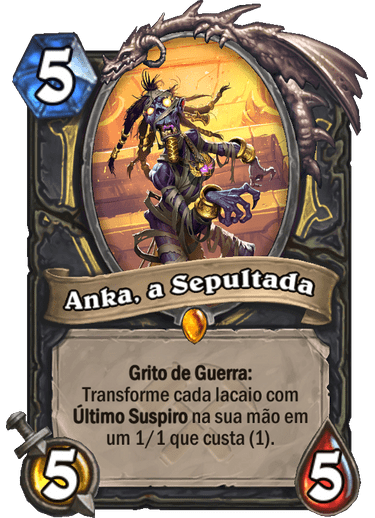 5
Anka, a Sepultada
Grito de Guerra:
Transforme cada lacaio com
Último Suspiro na sua mão em
um 1/1 que custa (1).
5
5